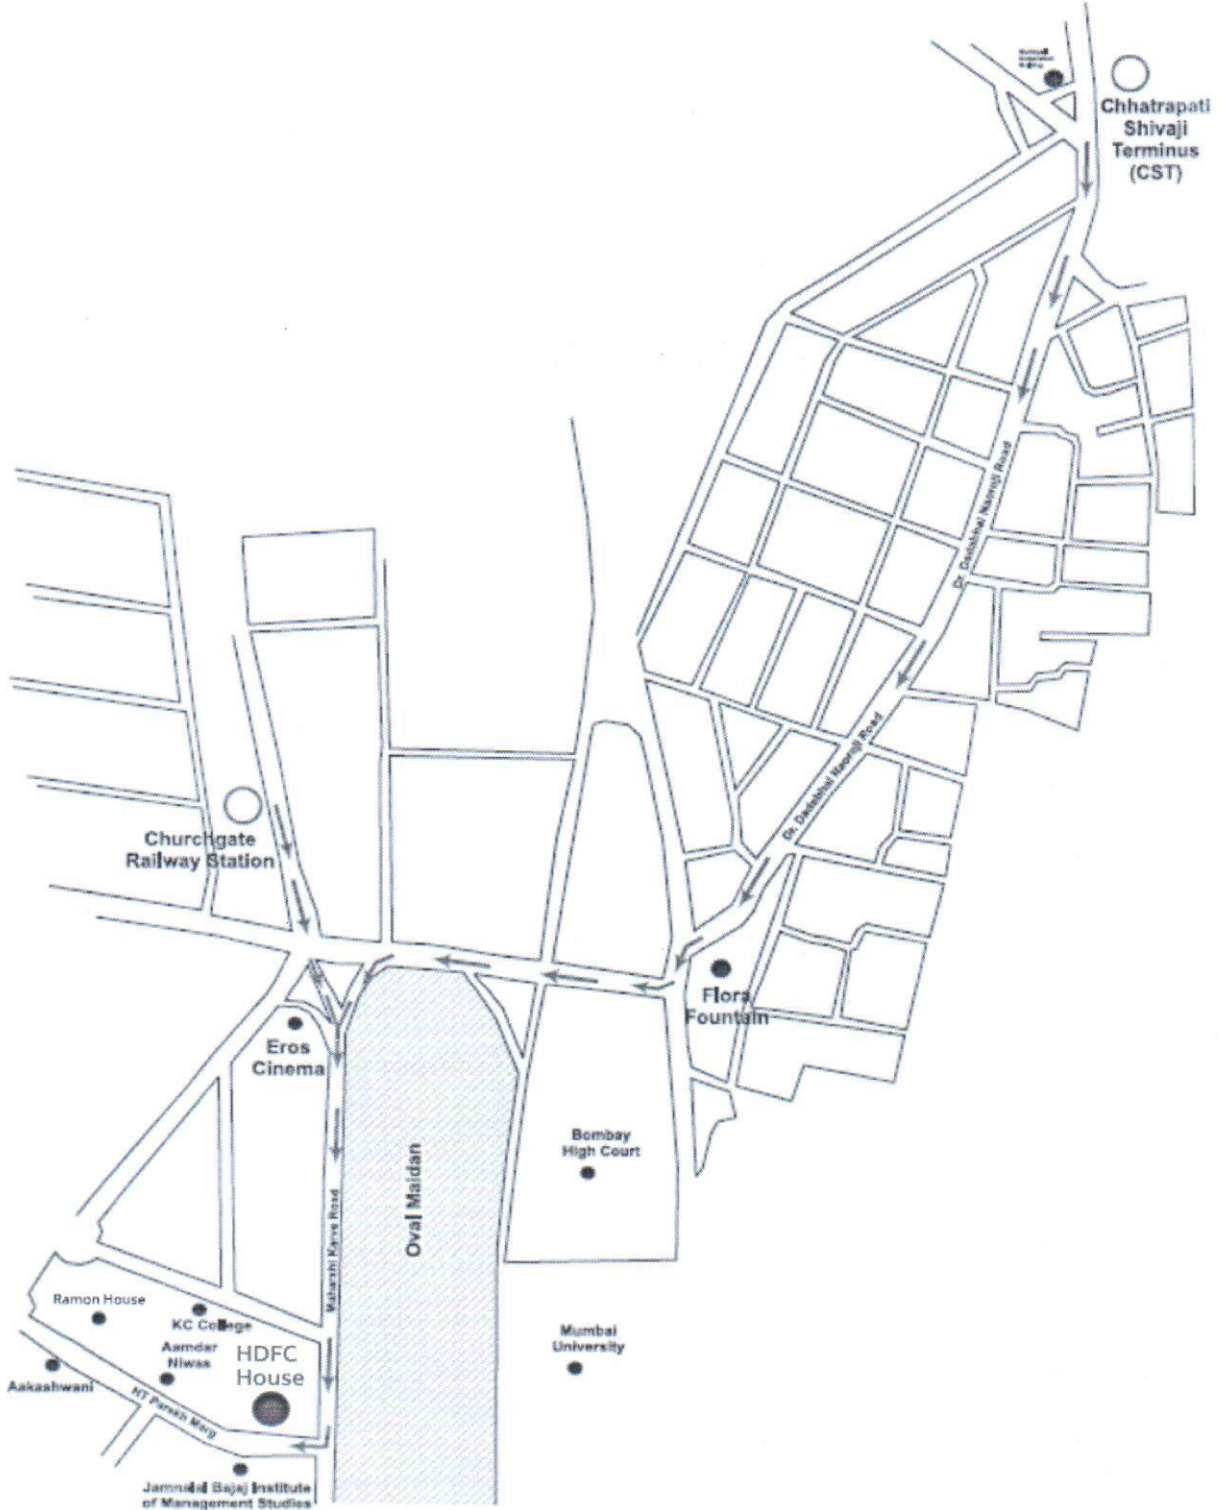 Chhatrapati
Shivaji
Terminus
(CST)
Dr. Dadabhai Naoroji Road
Dr. Dadabhai Naoroji Road
Churchgate
Railway Station
Flora
Fountain
Eros
Cinema
Bombay
High Court
Oval Maidan
Maharshi Karve Road
Ramon House
KC College
Aamdar
Niwas
HDFC
House
Mumbai
University
Aakashwani
HT Parekh Marg
Jamnalal Bajaj Institute
of Management Studies